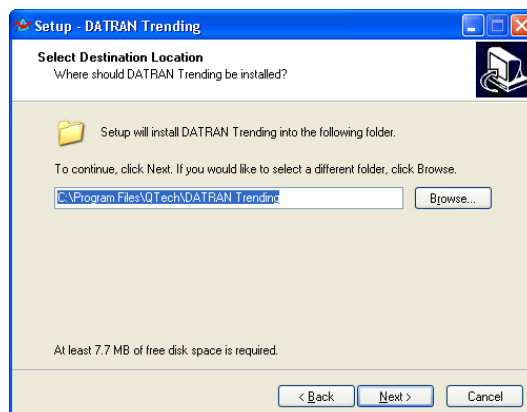 Setup - DATRAN Trending
Select Destination Location
Where should DATRAN Trending be installed?
Setup will install DATRAN Trending into the following folder.
To continue, click Next. If you would like to select a different folder, click Browse.
C:\Program Files\QTech\DATRAN Trending
Browse...
At least 7.7 MB of free disk space is required.
< Back
Next >
Cancel